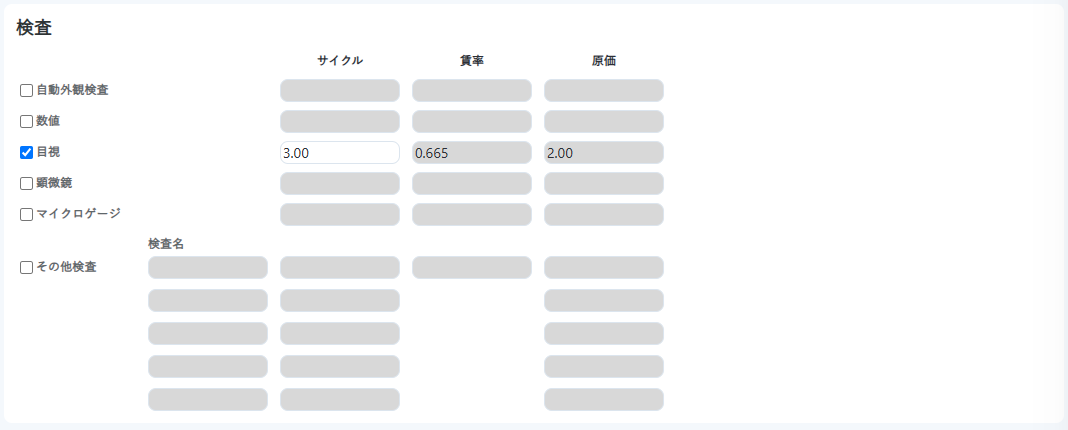 検査
サイクル 賃率 原価
自動外観検査
数値
目視 3.00 0.665 2.00
顕微鏡
マイクロゲージ
検査名
その他検査